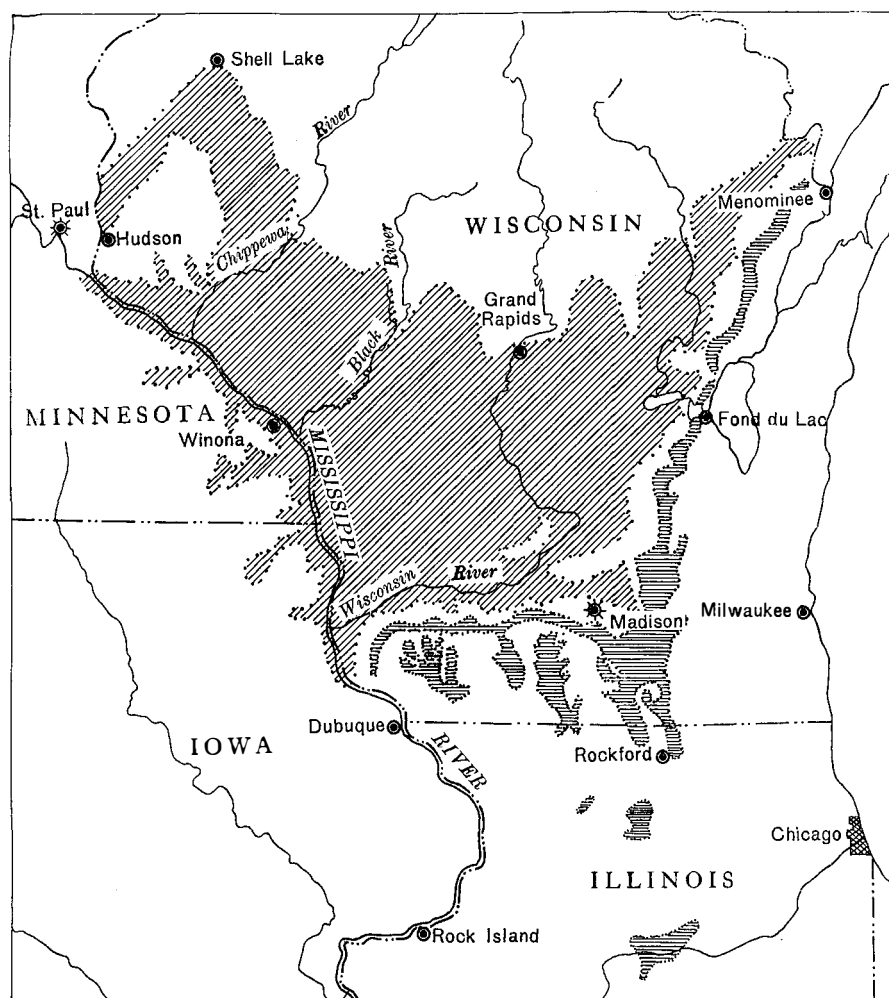 Shell Lake
River
St. Paul
Hudson
Chippewa
River
WISCONSIN
Menominee
Grand
Rapids
Black
MINNESOTA
Winona
MISSISSIPPI
Fond du Lac
Wisconsin
River
Madison
Milwaukee
Dubuque
IOWA
RIVER
Rockford
Chicago
ILLINOIS
Rock Island